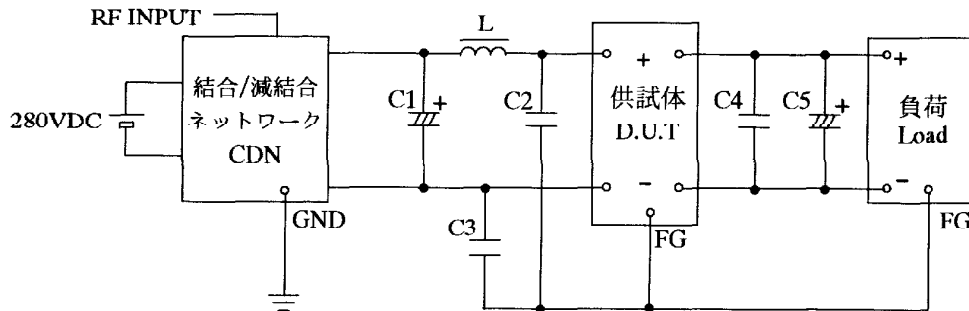 RF INPUT
280VDC
結合/減結合
ネットワーク
CDN
GND
C1
+
L
C2
C3
+
供試体
D.U.T
−
FG
C4
C5
+
+
負荷
Load
−
FG